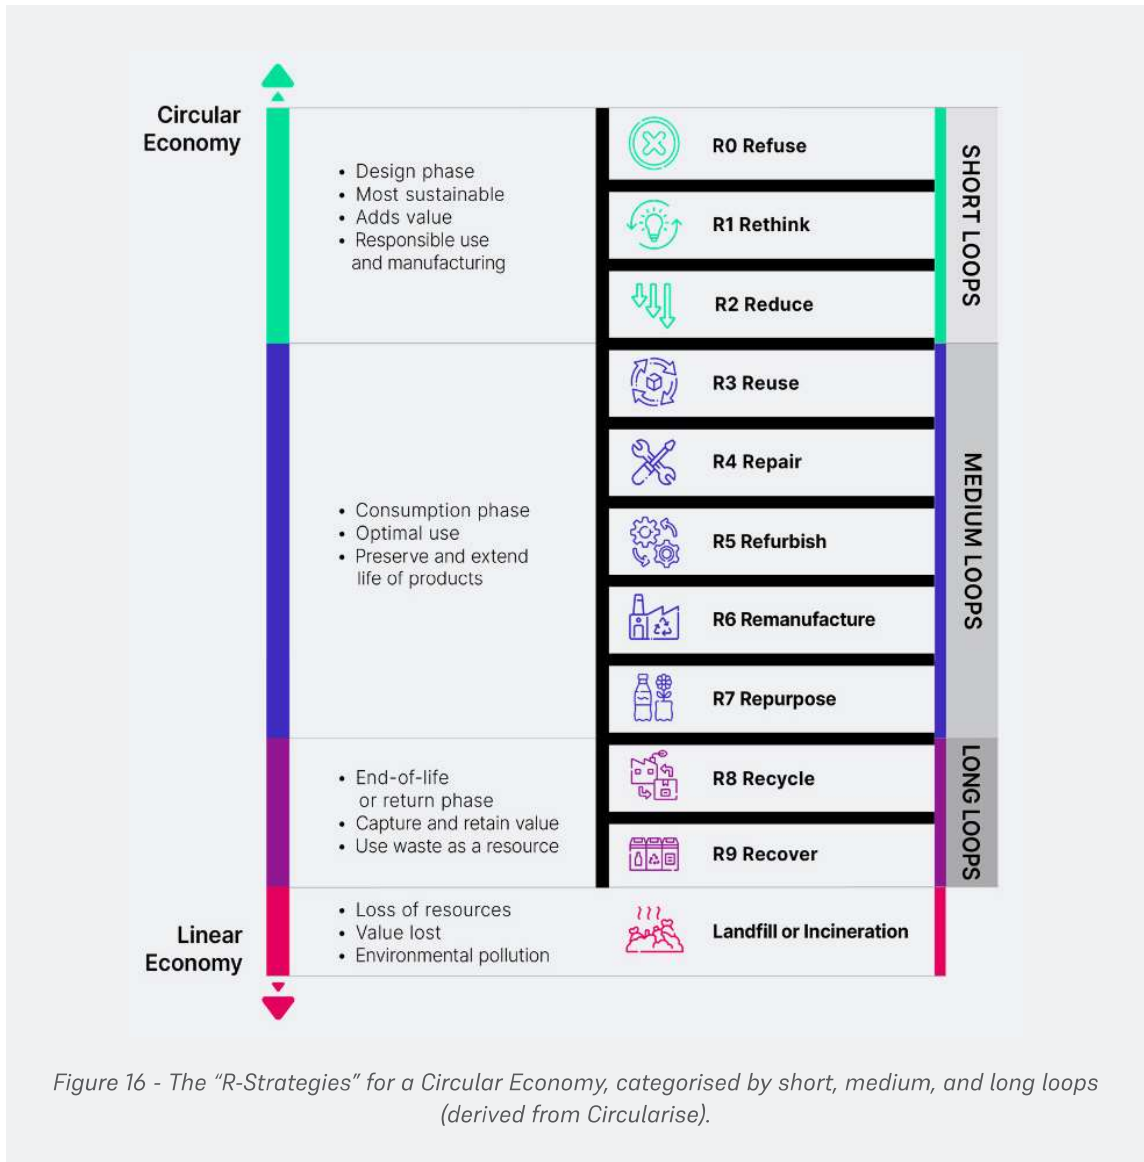 Circular
Economy
• Design phase
• Most sustainable
• Adds value
• Responsible use
and manufacturing
R0 Refuse
R1 Rethink
R2 Reduce
SHORT LOOPS
• Consumption phase
• Optimal use
• Preserve and extend
life of products
R3 Reuse
R4 Repair
R5 Refurbish
R6 Remanufacture
R7 Repurpose
MEDIUM LOOPS
• End-of-life
or return phase
• Capture and retain value
• Use waste as a resource
R8 Recycle
R9 Recover
LONG LOOPS
Linear
Economy
• Loss of resources
• Value lost
• Environmental pollution
Landfill or Incineration
Figure 16 - The “R-Strategies” for a Circular Economy, categorised by short, medium, and long loops
(derived from Circularise).